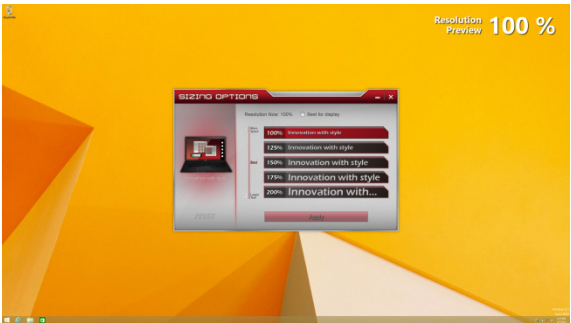 Resolution
Preview 100 %
SIZING OPTIONS
Resolution Now: 100% Best for display
100% Innovation with style
125% Innovation with style
150% Innovation with style
175% Innovation with style
200% Innovation with...
Apply
msi